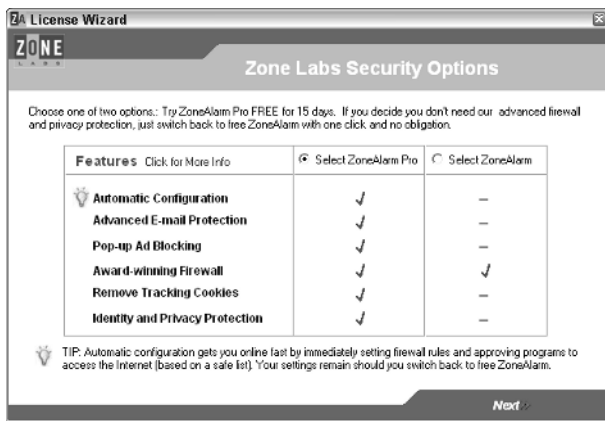 ZA License Wizard
ZONE
LABS
Zone Labs Security Options
Choose one of two options.: Try ZoneAlarm Pro FREE for 15 days. If you decide you don't need our advanced firewall
and privacy protection, just switch back to free ZoneAlarm with one click and no obligation.
Features Click for More Info Select ZoneAlarm Pro Select ZoneAlarm
Automatic Configuration
Advanced E-mail Protection
Pop-up Ad Blocking
Award-winning Firewall
Remove Tracking Cookies
Identity and Privacy Protection
TIP: Automatic configuration gets you online fast by immediately setting firewall rules and approving programs to
access the Internet (based on a safe list). Your settings remain should you switch back to free ZoneAlarm.
Next